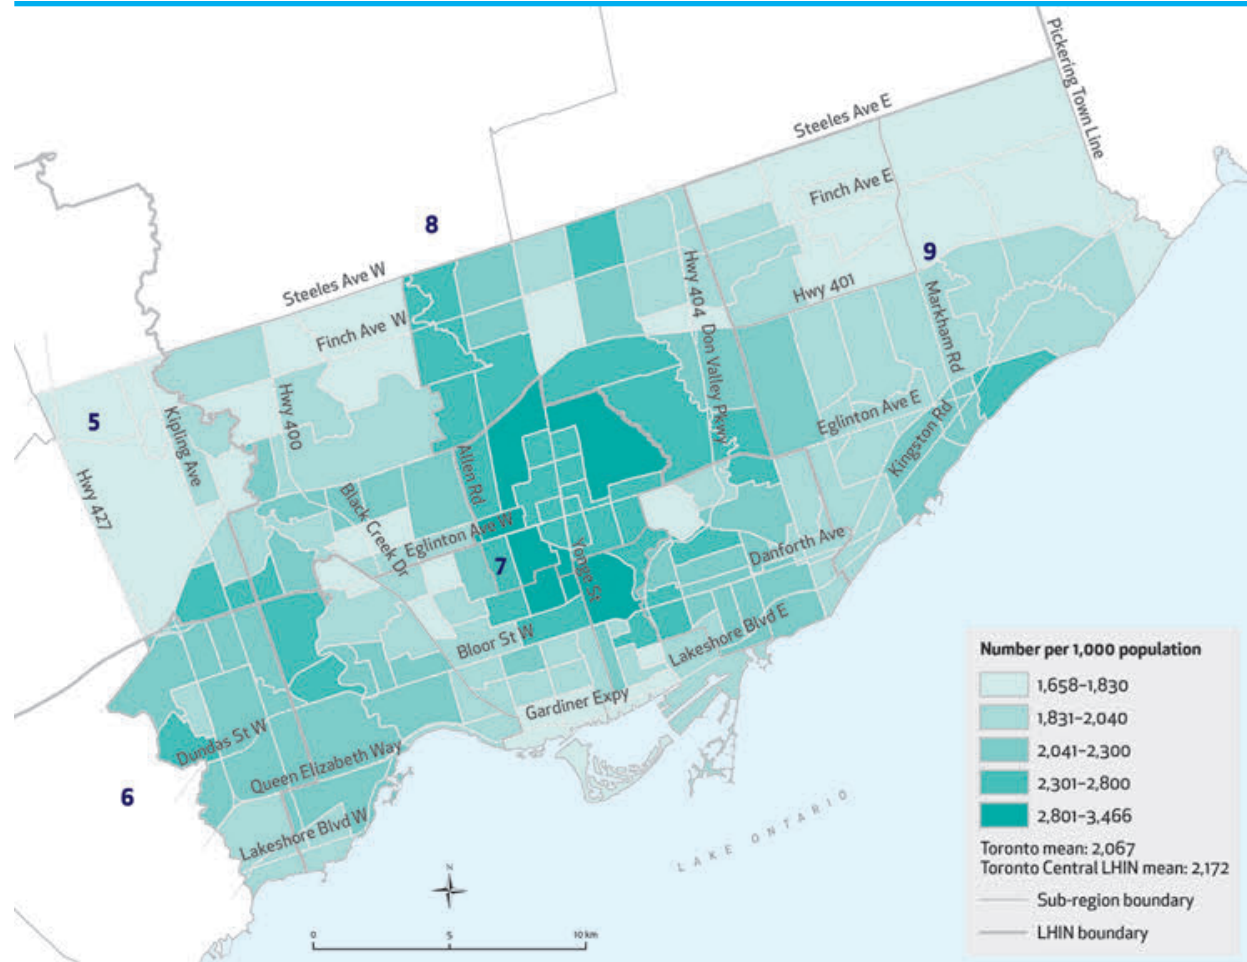 Pickering Town Line
Steeles Ave E
Finch Ave E
8
9
Steeles Ave W
Hwy 404
Hwy 401
Finch Ave W
Markham Rd
Don Valley Pkwy
5
Kipling Ave
Hwy 400
Eglinton Ave E
Kingston Rd
Allen Rd
Hwy 427
Black Creek Dr
Eglinton Ave W
7
Yonge St
Danforth Ave
Bloor St W
Lakeshore Blvd E
Gardiner Expy
Dundas St W
Queen Elizabeth Way
6
Lakeshore Blvd W
LAKE ONTARIO
N
0 5 10 km
Number per 1,000 population
1,658–1,830
1,831–2,040
2,041–2,300
2,301–2,800
2,801–3,466
Toronto mean: 2,067
Toronto Central LHIN mean: 2,172
Sub-region boundary
LHIN boundary